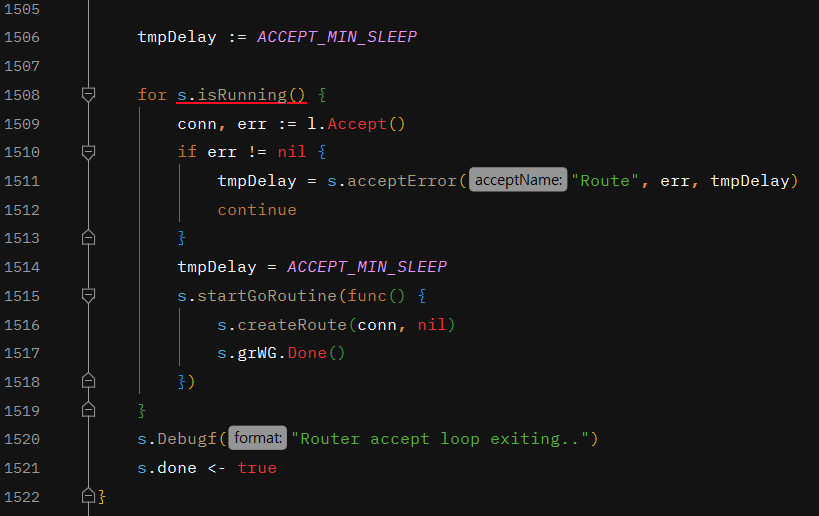 1505
1506 tmpDelay := ACCEPT_MIN_SLEEP
1507
1508 for s.isRunning() {
1509 conn, err := l.Accept()
1510 if err != nil {
1511 tmpDelay = s.acceptError( acceptName: "Route", err, tmpDelay)
1512 continue
1513 }
1514 tmpDelay = ACCEPT_MIN_SLEEP
1515 s.startGoRoutine(func() {
1516 s.createRoute(conn, nil)
1517 s.grWG.Done()
1518 })
1519 }
1520 s.Debugf( format: "Router accept loop exiting..")
1521 s.done <- true
1522 }